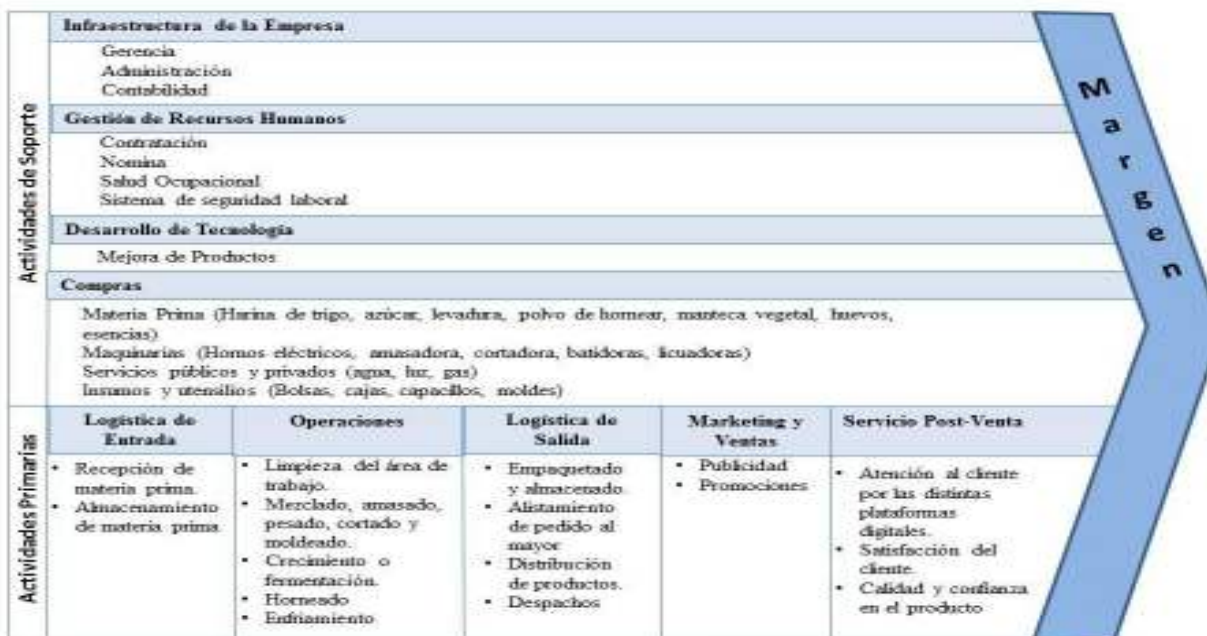 Actividades de Soporte
Infraestructura de la Empresa
Gerencia
Administración
Contabilidad
Gestión de Recursos Humanos
Contratación
Nomina
Salud Ocupacional
Sistema de seguridad laboral
Desarrollo de Tecnología
Mejora de Productos
Compras
Materia Prima (Harina de trigo, azúcar, levadura, polvo de hornear, manteca vegetal, huevos,
esencias)
Maquinarias (Hornos eléctricos, amasadora, cortadora, batidoras, licuadoras)
Servicios públicos y privados (agua, luz, gas)
Insumos y utensilios (Bolsas, cajas, capacillos, moldes)
Actividades Primarias
Logística de
Entrada
• Recepción de
materia prima.
• Almacenamiento
de materia prima
Operaciones
• Limpieza del área de
trabajo.
• Mezclado, amasado,
pesado, cortado y
moldeado.
• Crecimiento o
fermentación.
• Horneado
• Enfriamiento
Logística de
Salida
• Empaquetado
y almacenado.
• Alistamiento
de pedido al
mayor
• Distribución
de productos.
• Despachos
Marketing y
Ventas
• Publicidad
• Promociones
Servicio Post-Venta
• Atención al cliente
por las distintas
plataformas
digitales.
• Satisfacción del
cliente.
• Calidad y confianza
en el producto
Margen